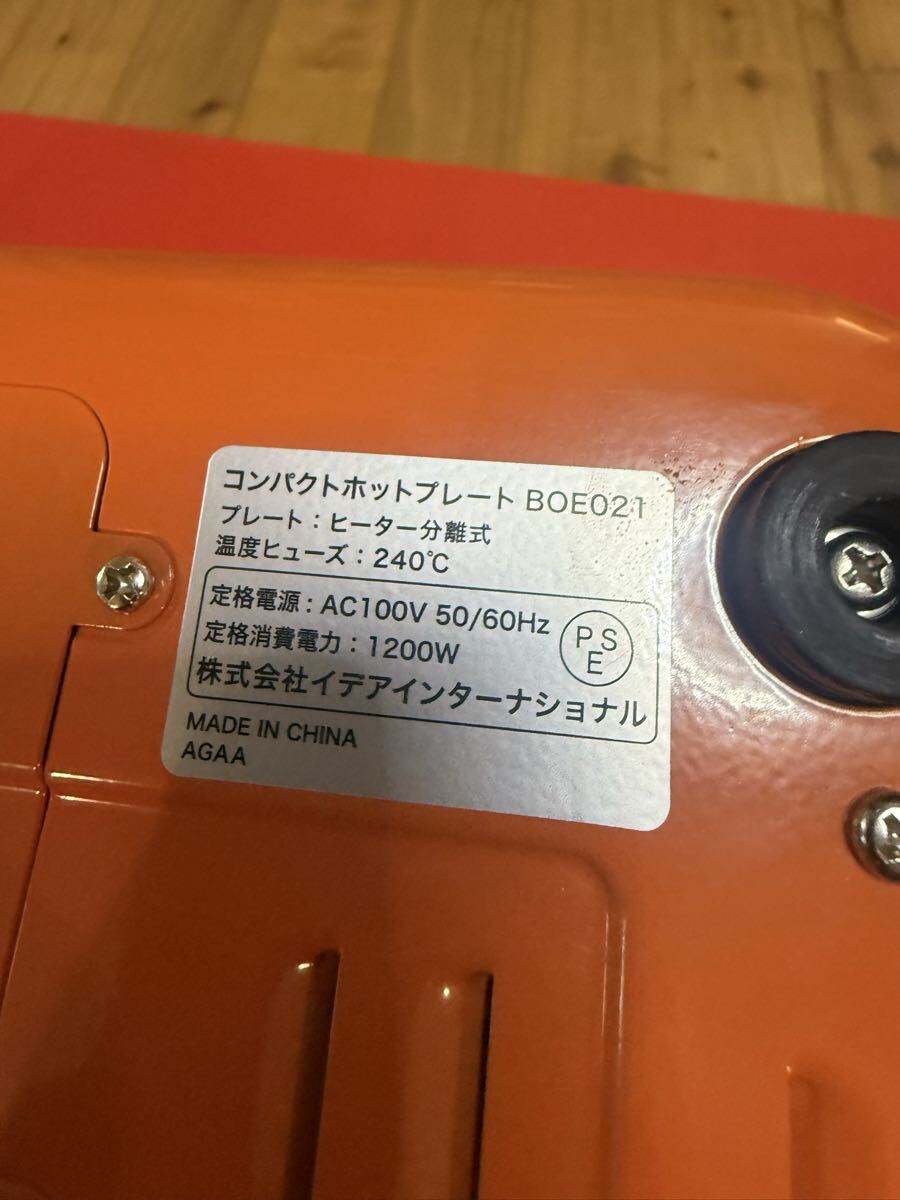 コンパクトホットプレート BOE021
プレート：ヒーター分離式
温度ヒューズ：240℃
定格電源：AC100V 50/60Hz
定格消費電力：1200W
PSE
株式会社イデアインターナショナル
MADE IN CHINA
AGAA